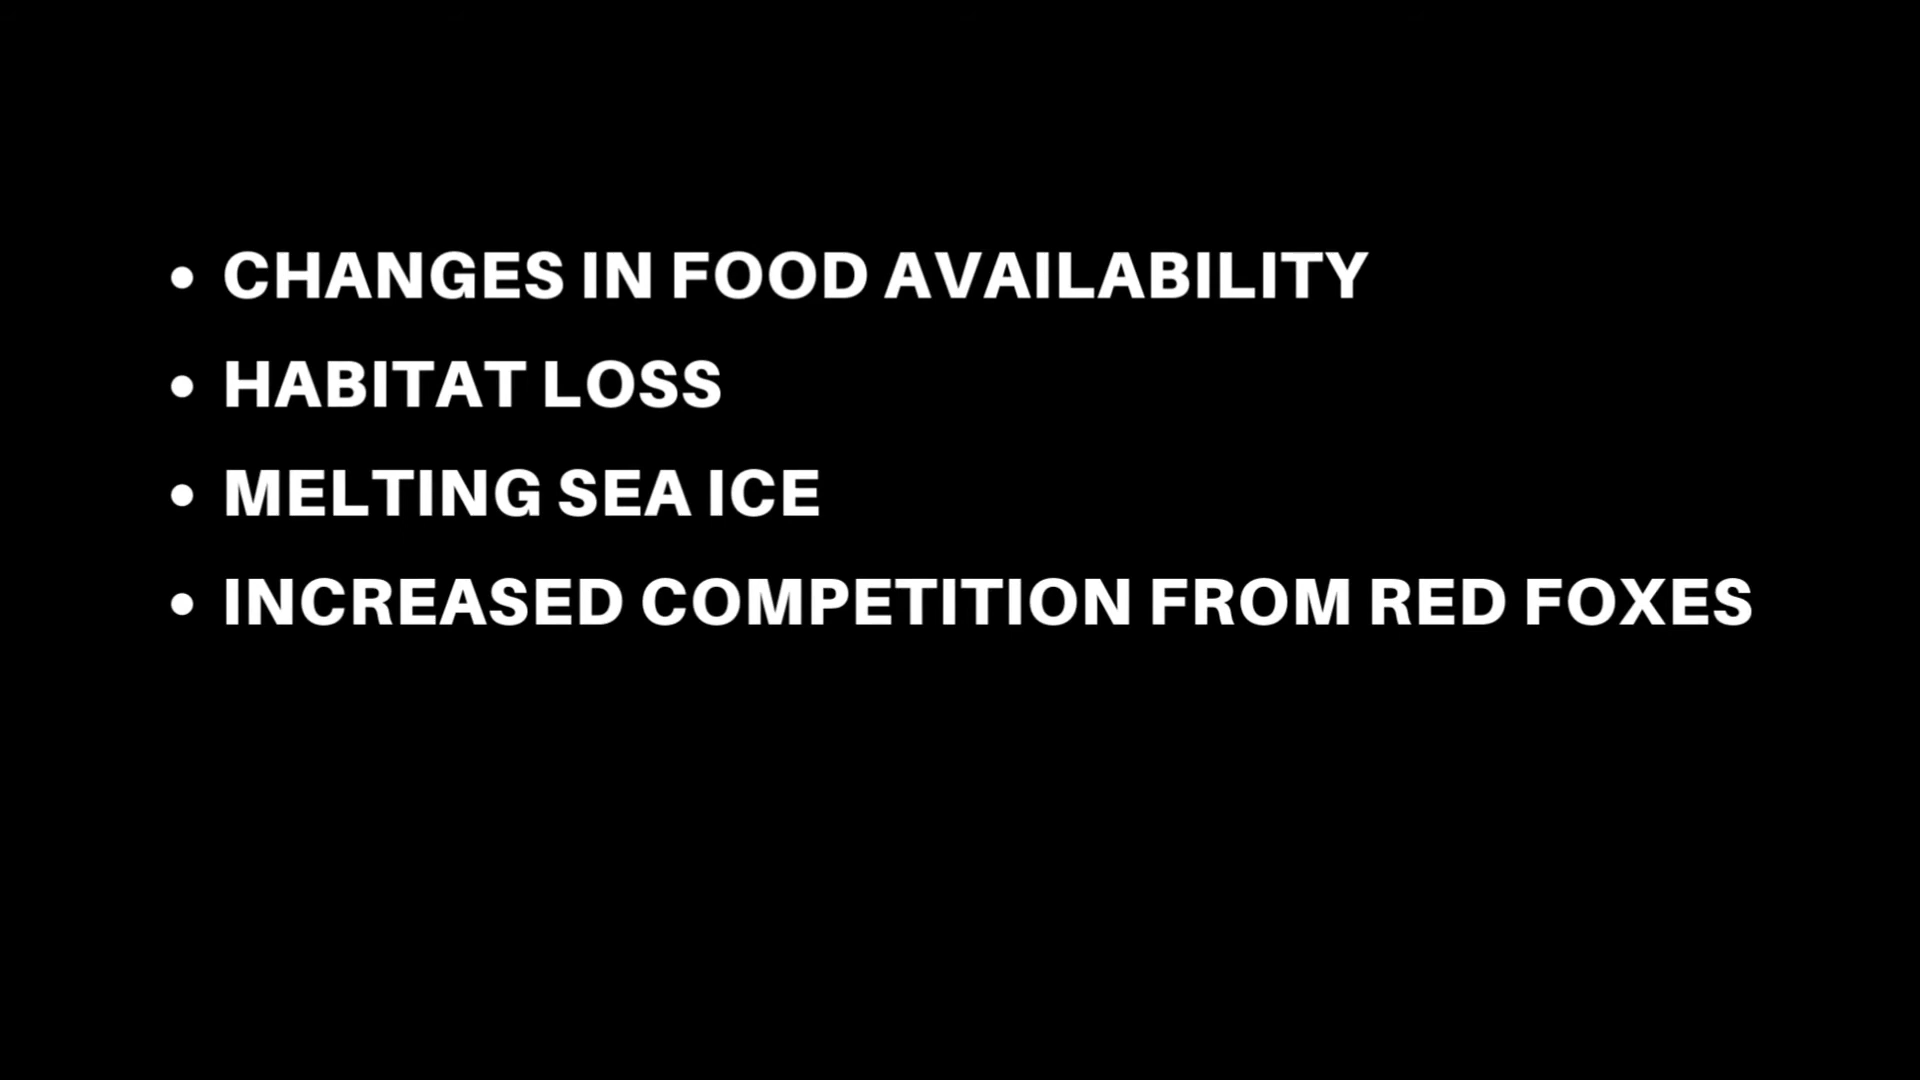 • CHANGES IN FOOD AVAILABILITY
• HABITAT LOSS
• MELTING SEA ICE
• INCREASED COMPETITION FROM RED FOXES